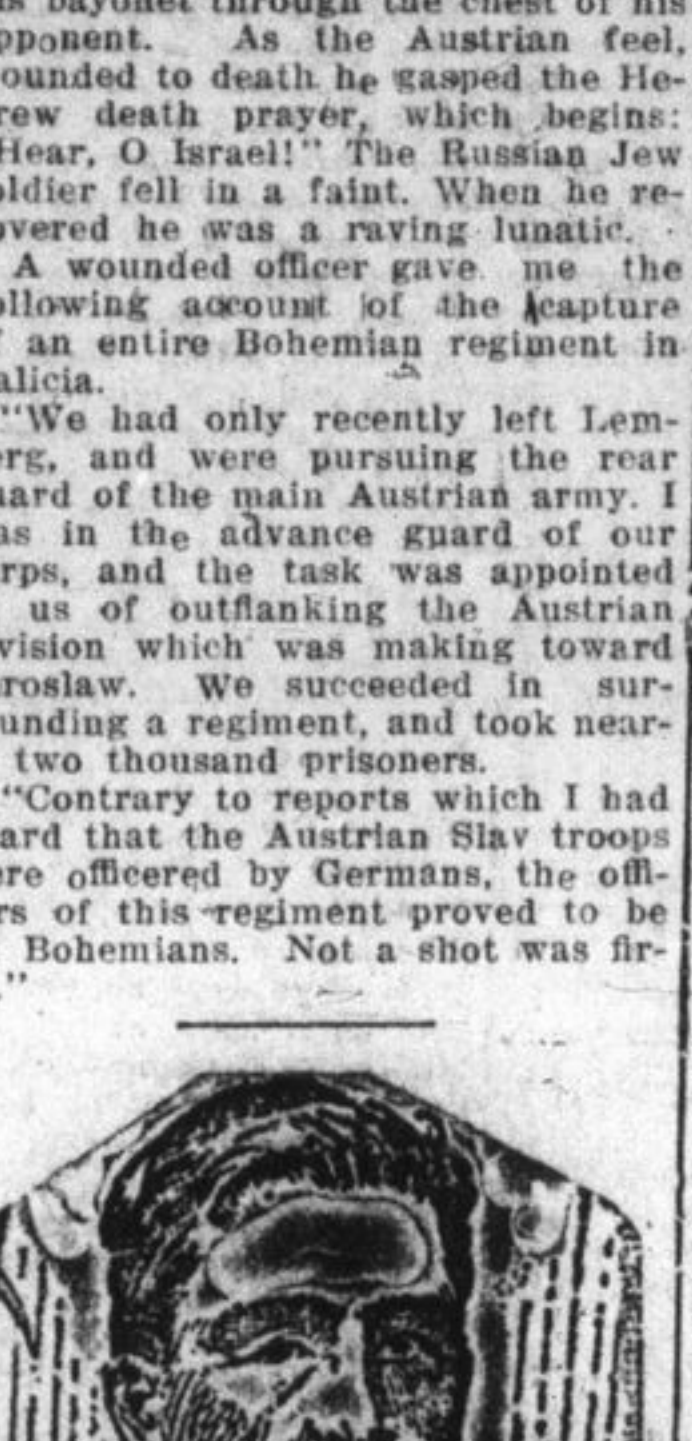 bayonet through the chest of his
pponent. As the Austrian feel,
ounded to death he gasped the He-
rew death prayer, which begins:
Hear, O Israel!" The Russian Jew
oldier fell in a faint. When he re-
overed he was a raving lunatic.
A wounded officer gave me the
ollowing account of the capture
f an entire Bohemian regiment in
alicia.
"We had only recently left Lem-
erg, and were pursuing the rear
uard of the main Austrian army. I
as in the advance guard of our
rps, and the task was appointed
us of outflanking the Austrian
vision which was making toward
roslaw. We succeeded in sur-
unding a regiment, and took near-
two thousand prisoners.
"Contrary to reports which I had
ard that the Austrian Slav troops
ere officered by Germans, the offi-
rs of this regiment proved to be
Bohemians. Not a shot was fir-
"